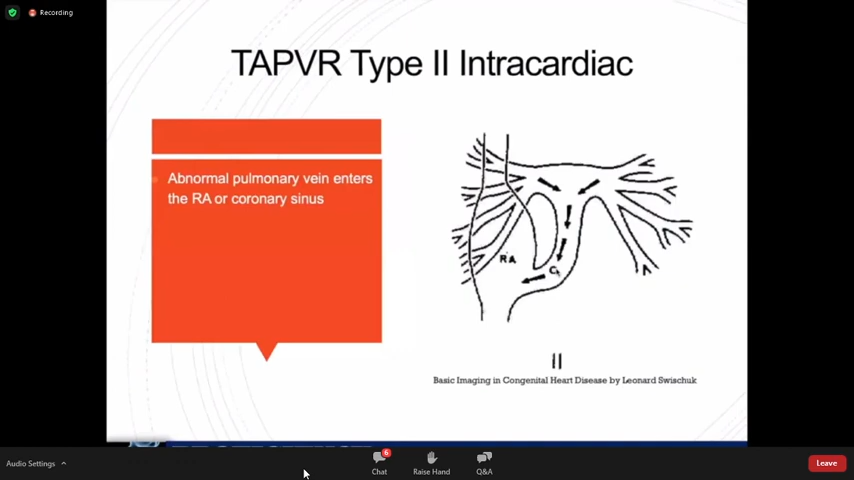 Recording
TAPVR Type II Intracardiac
Abnormal pulmonary vein enters
the RA or coronary sinus
RA
II
Basic Imaging in Congenital Heart Disease by Leonard Swischuk
Audio Settings
6
Chat
Raise Hand
Q&A
Leave